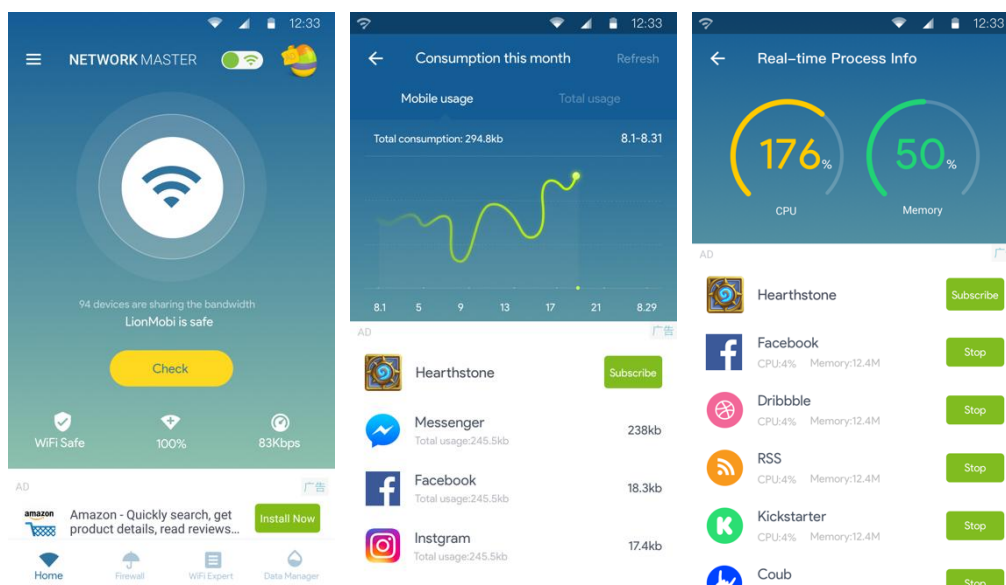 12:33
NETWORK MASTER
94 devices are sharing the bandwidth
LionMobi is safe
Check
WiFi Safe
100%
83Kbps
AD
广告
amazon
Amazon - Quickly search, get
product details, read reviews...
Install Now
Home
Firewall
WiFi Expert
Data Manager
12:33
Consumption this month
Refresh
Mobile usage
Total usage
Total consumption: 294.8kb
8.1-8.31
8.1 5 9 13 17 21 8.29
AD
广告
Hearthstone
Subscribe
Messenger
Total usage:245.5kb
238kb
Facebook
Total usage:245.5kb
18.3kb
Instgram
Total usage:245.5kb
17.4kb
12:33
Real-time Process Info
176%
CPU
50%
Memory
AD
广
Hearthstone
Subscribe
Facebook
CPU:4% Memory:12.4M
Stop
Dribbble
CPU:4% Memory:12.4M
Stop
RSS
CPU:4% Memory:12.4M
Stop
Kickstarter
CPU:4% Memory:12.4M
Stop
Coub
Stop